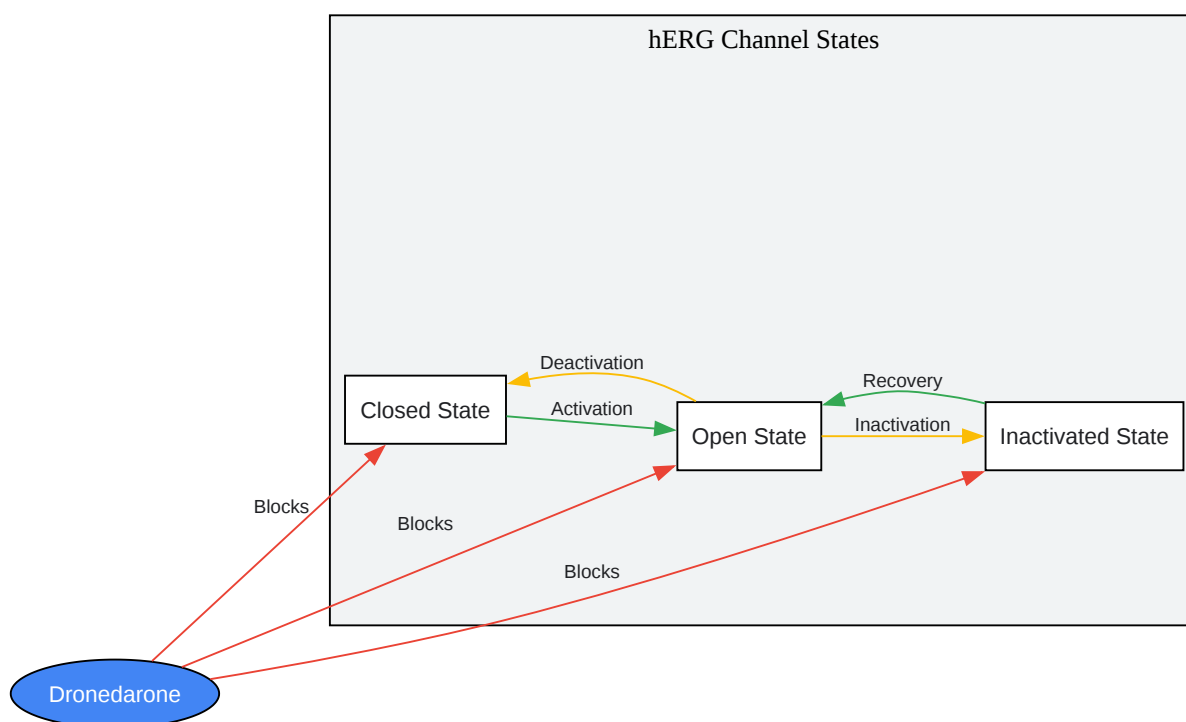 hERG Channel States
Deactivation
Recovery
Closed State
Activation
Inactivation
Open State
Inactivated State
Blocks
Blocks
Blocks
Dronedarone